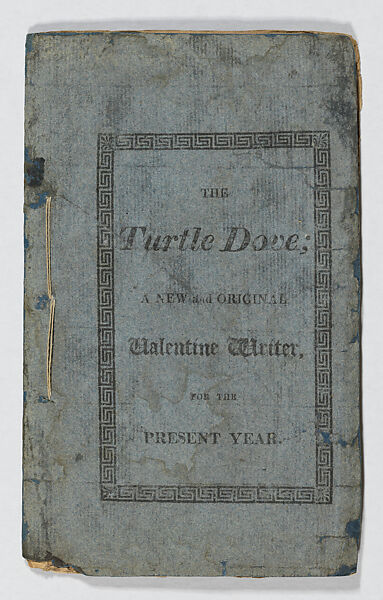 THE
Turtle Dove;
A NEW and ORIGINAL
Valentine Writer,
FOR THE
PRESENT YEAR.